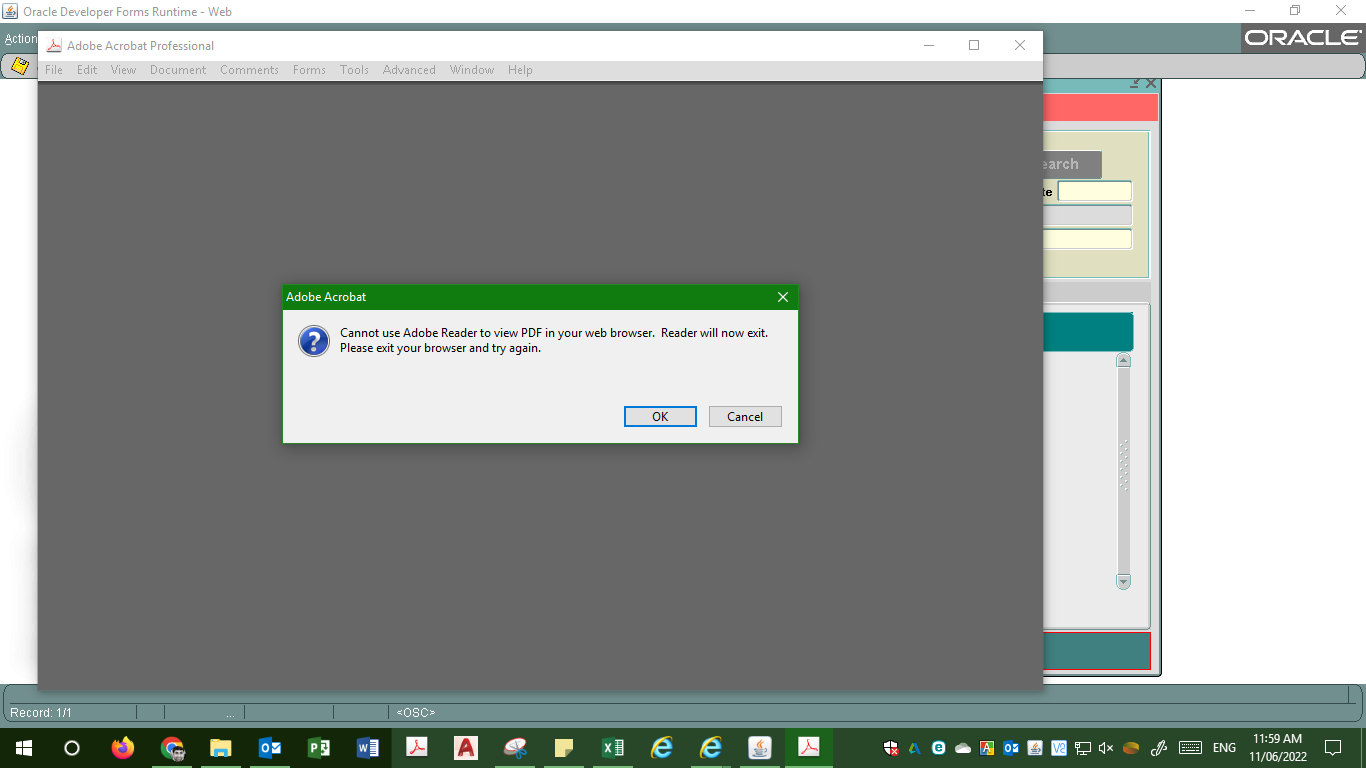 Oracle Developer Forms Runtime - Web
Action
ORACLE
Adobe Acrobat Professional
File Edit View Document Comments Forms Tools Advanced Window Help
earch
te
Adobe Acrobat
Cannot use Adobe Reader to view PDF in your web browser. Reader will now exit.
Please exit your browser and try again.
OK Cancel
Record: 1/1 ... <OSC>
ENG
11:59 AM
11/06/2022